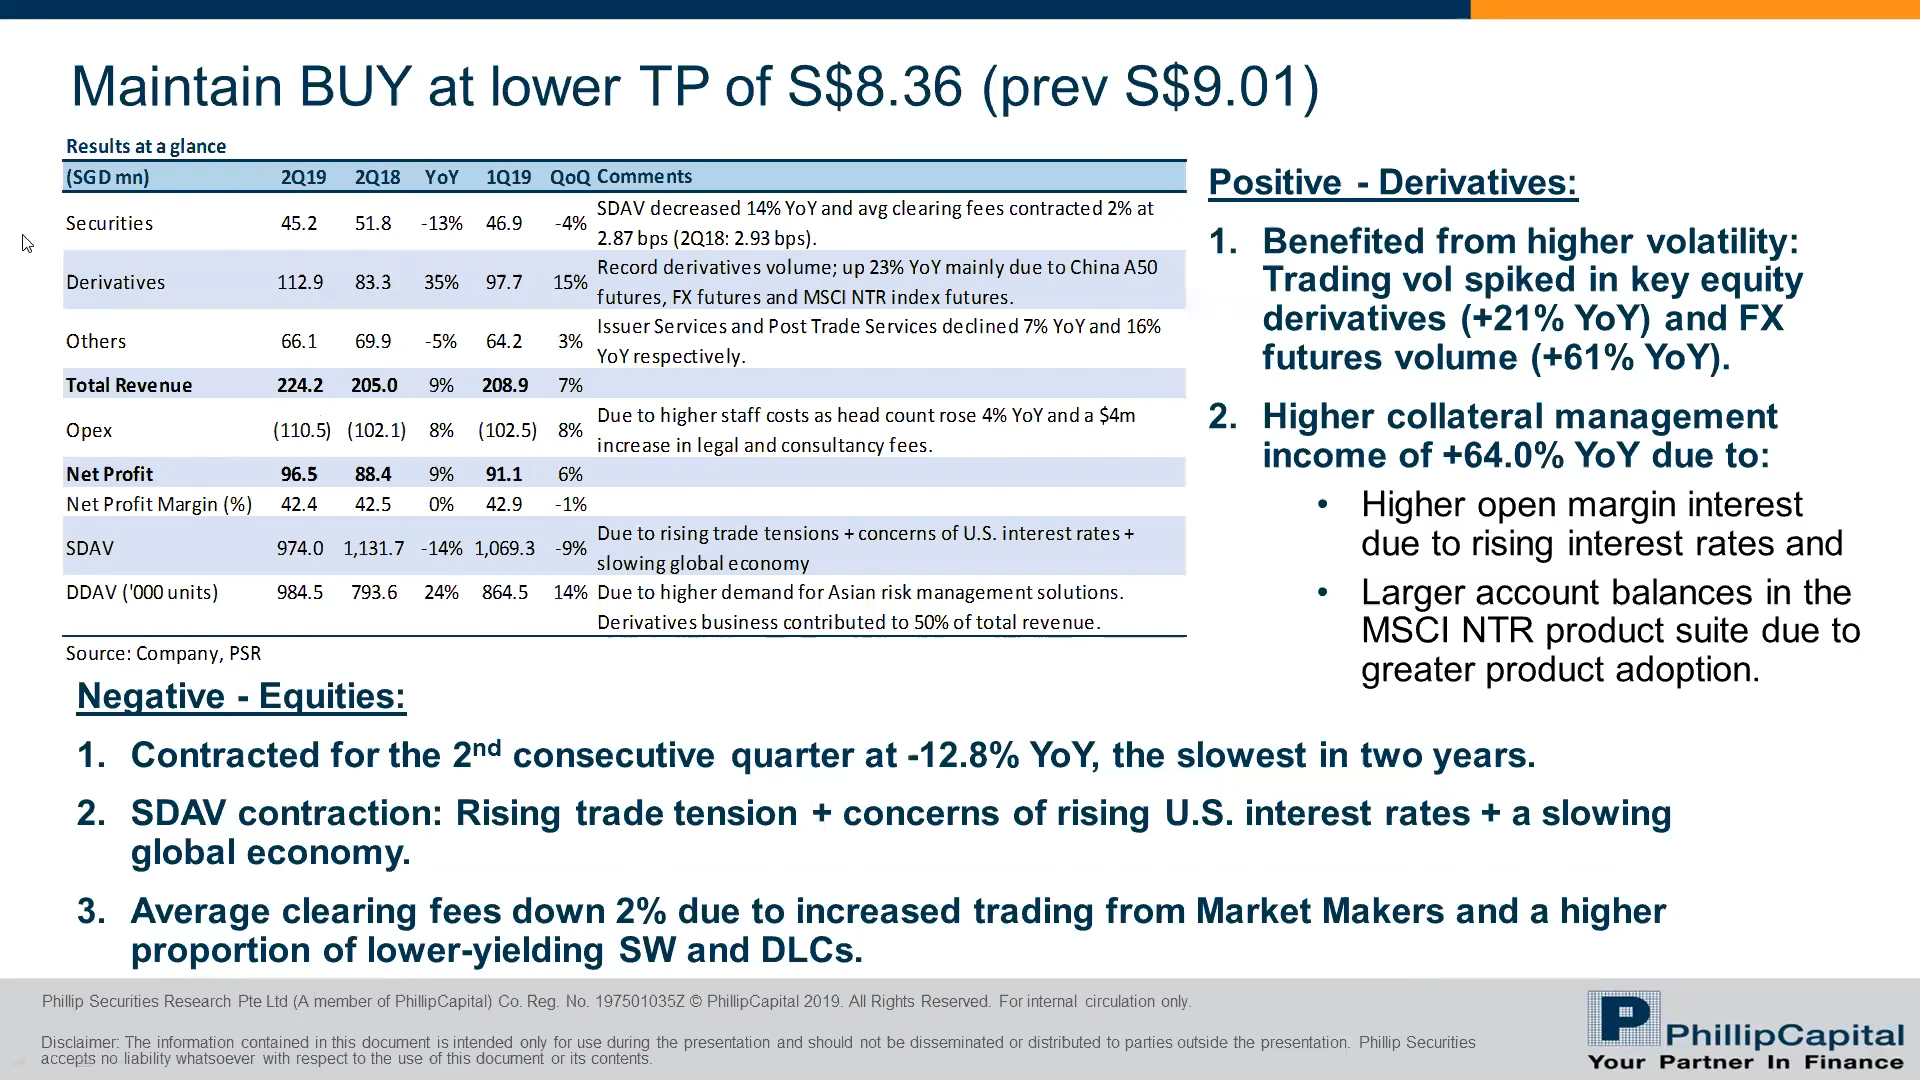 Maintain BUY at lower TP of S$8.36 (prev S$9.01)
Results at a glance
(SGD mn) 2Q19 2Q18 YoY 1Q19 QoQ Comments
Securities 45.2 51.8 -13% 46.9 -4% SDAV decreased 14% YoY and avg clearing fees contracted 2% at
2.87 bps (2Q18: 2.93 bps).
Derivatives 112.9 83.3 35% 97.7 15% Record derivatives volume; up 23% YoY mainly due to China A50
futures, FX futures and MSCI NTR index futures.
Others 66.1 69.9 -5% 64.2 3% Issuer Services and Post Trade Services declined 7% YoY and 16%
YoY respectively.
Total Revenue 224.2 205.0 9% 208.9 7%
Opex (110.5) (102.1) 8% (102.5) 8% Due to higher staff costs as head count rose 4% YoY and a $4m
increase in legal and consultancy fees.
Net Profit 96.5 88.4 9% 91.1 6%
Net Profit Margin (%) 42.4 42.5 0% 42.9 -1%
SDAV 974.0 1,131.7 -14% 1,069.3 -9% Due to rising trade tensions + concerns of U.S. interest rates +
slowing global economy
DDAV ('000 units) 984.5 793.6 24% 864.5 14% Due to higher demand for Asian risk management solutions.
Derivatives business contributed to 50% of total revenue.
Source: Company, PSR
Positive - Derivatives:
1. Benefited from higher volatility:
Trading vol spiked in key equity
derivatives (+21% YoY) and FX
futures volume (+61% YoY).
2. Higher collateral management
income of +64.0% YoY due to:
• Higher open margin interest
due to rising interest rates and
• Larger account balances in the
MSCI NTR product suite due to
greater product adoption.
Negative - Equities:
1. Contracted for the 2nd consecutive quarter at -12.8% YoY, the slowest in two years.
2. SDAV contraction: Rising trade tension + concerns of rising U.S. interest rates + a slowing
global economy.
3. Average clearing fees down 2% due to increased trading from Market Makers and a higher
proportion of lower-yielding SW and DLCs.
Phillip Securities Research Pte Ltd (A member of PhillipCapital) Co. Reg. No. 197501035Z © PhillipCapital 2019. All Rights Reserved. For internal circulation only.
Disclaimer: The information contained in this document is intended only for use during the presentation and should not be disseminated or distributed to parties outside the presentation. Phillip Securities
accepts no liability whatsoever with respect to the use of this document or its contents.
P PhillipCapital
Your Partner In Finance